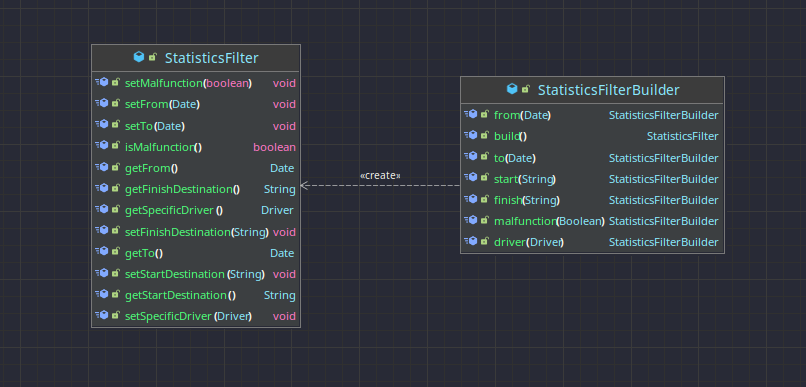 StatisticsFilter
setMalfunction(boolean) void
setFrom(Date) void
setTo(Date) void
isMalfunction() boolean
getFrom() Date
getFinishDestination() String
getSpecificDriver() Driver
setFinishDestination(String) void
getTo() Date
setStartDestination(String) void
getStartDestination() String
setSpecificDriver(Driver) void
«create»
StatisticsFilterBuilder
from(Date) StatisticsFilterBuilder
build() StatisticsFilter
to(Date) StatisticsFilterBuilder
start(String) StatisticsFilterBuilder
finish(String) StatisticsFilterBuilder
malfunction(Boolean) StatisticsFilterBuilder
driver(Driver) StatisticsFilterBuilder